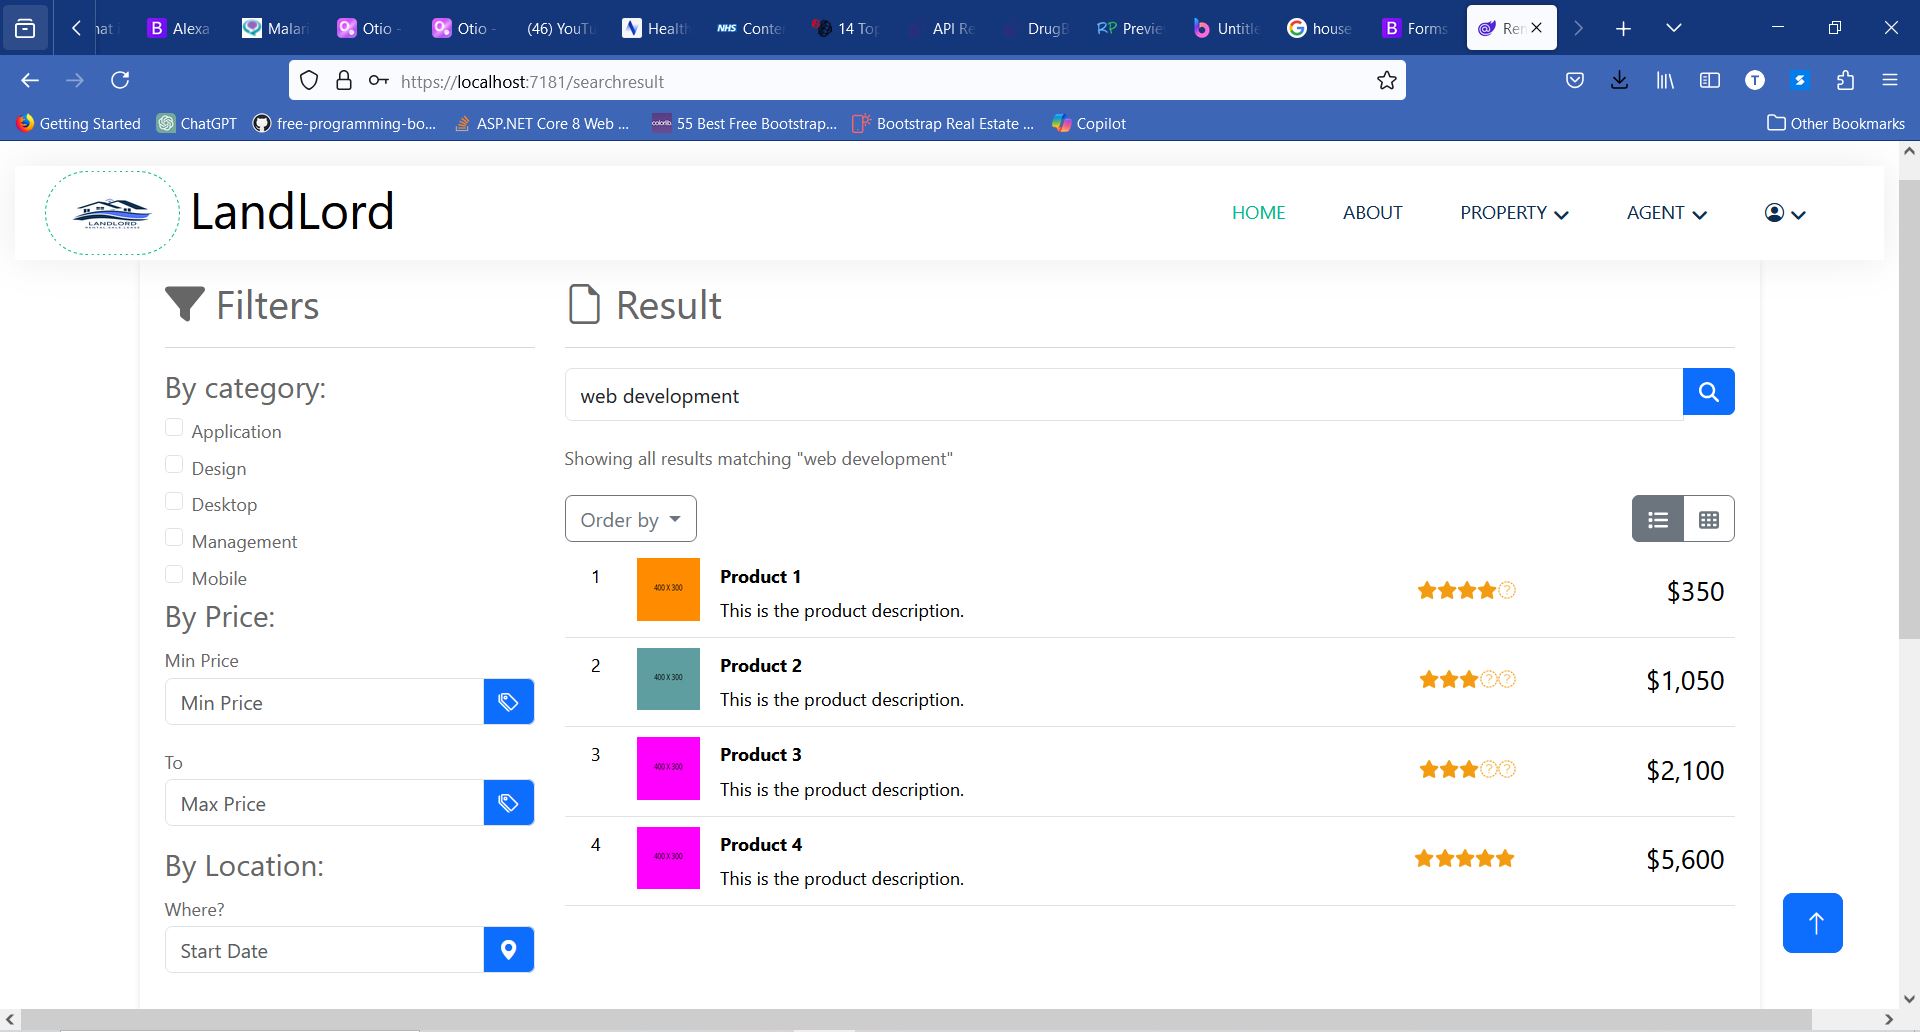 Alexa
Malari
Otio -
Otio -
(46) YouTu
Health
NHS Conte
14 Top
API Re
DrugB
RP Previe
Untitle
house
Forms
Ren
https://localhost:7181/searchresult
Getting Started
ChatGPT
free-programming-bo...
ASP.NET Core 8 Web ...
55 Best Free Bootstrap...
Bootstrap Real Estate ...
Copilot
Other Bookmarks
LANDLORD
LandLord
HOME
ABOUT
PROPERTY
AGENT
Filters
By category:
Application
Design
Desktop
Management
Mobile
By Price:
Min Price
Min Price
To
Max Price
By Location:
Where?
Start Date
Result
web development
Showing all results matching "web development"
Order by
1 400 X 300 Product 1 $350
This is the product description.
2 400 X 300 Product 2 $1,050
This is the product description.
3 400 X 300 Product 3 $2,100
This is the product description.
4 400 X 300 Product 4 $5,600
This is the product description.